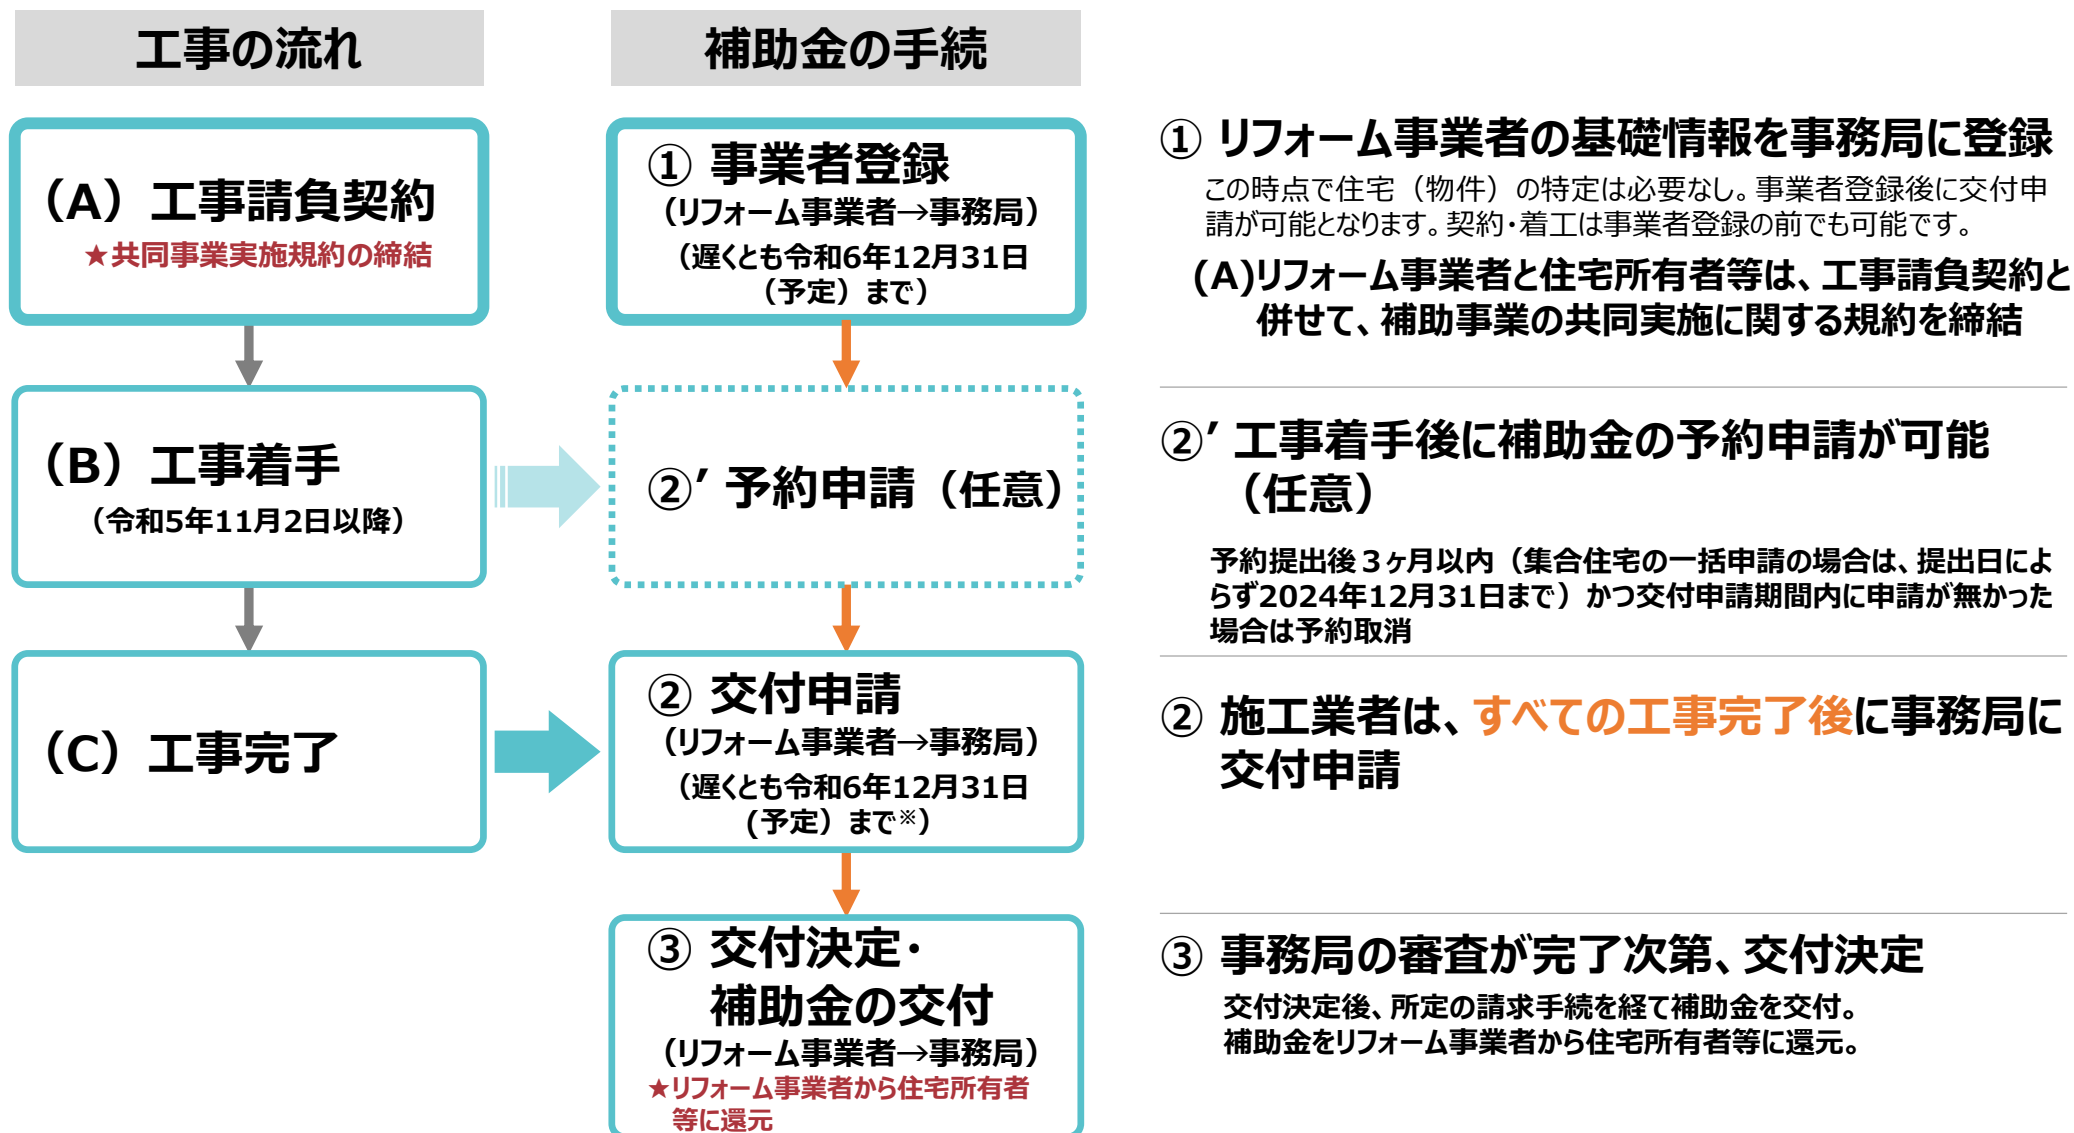 工事の流れ
補助金の手続
（A）工事請負契約
★共同事業実施規約の締結
（B）工事着手
（令和5年11月2日以降）
（C）工事完了
① 事業者登録
（リフォーム事業者→事務局）
（遅くとも令和6年12月31日
（予定）まで）
②’ 予約申請（任意）
② 交付申請
（リフォーム事業者→事務局）
（遅くとも令和6年12月31日
(予定）まで※）
③ 交付決定・
補助金の交付
（リフォーム事業者→事務局）
★リフォーム事業者から住宅所有者
等に還元
① リフォーム事業者の基礎情報を事務局に登録
この時点で住宅（物件）の特定は必要なし。事業者登録後に交付申
請が可能となります。契約・着工は事業者登録の前でも可能です。
(A)リフォーム事業者と住宅所有者等は、工事請負契約と
併せて、補助事業の共同実施に関する規約を締結
②’ 工事着手後に補助金の予約申請が可能
（任意）
予約提出後３ヶ月以内（集合住宅の一括申請の場合は、提出日によ
らず2024年12月31日まで）かつ交付申請期間内に申請が無かった
場合は予約取消
② 施工業者は、すべての工事完了後に事務局に
交付申請
③ 事務局の審査が完了次第、交付決定
交付決定後、所定の請求手続を経て補助金を交付。
補助金をリフォーム事業者から住宅所有者等に還元。